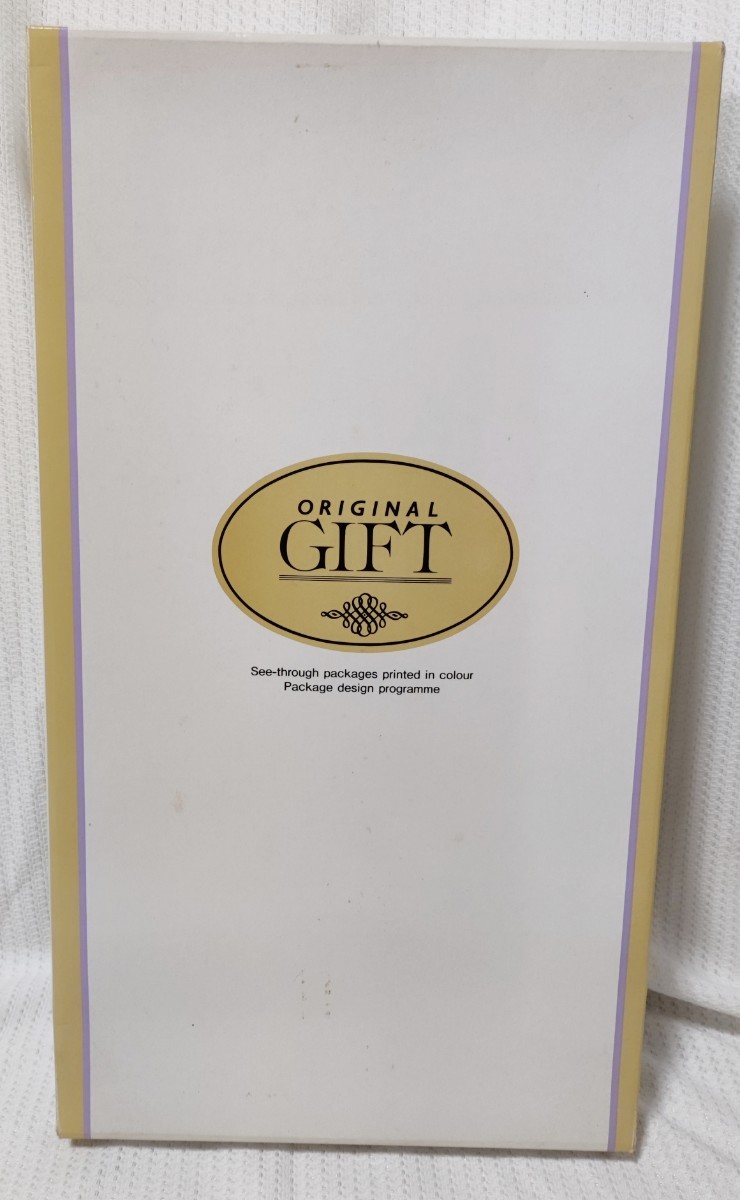 ORIGINAL
GIFT
See-through packages printed in colour
Package design programme